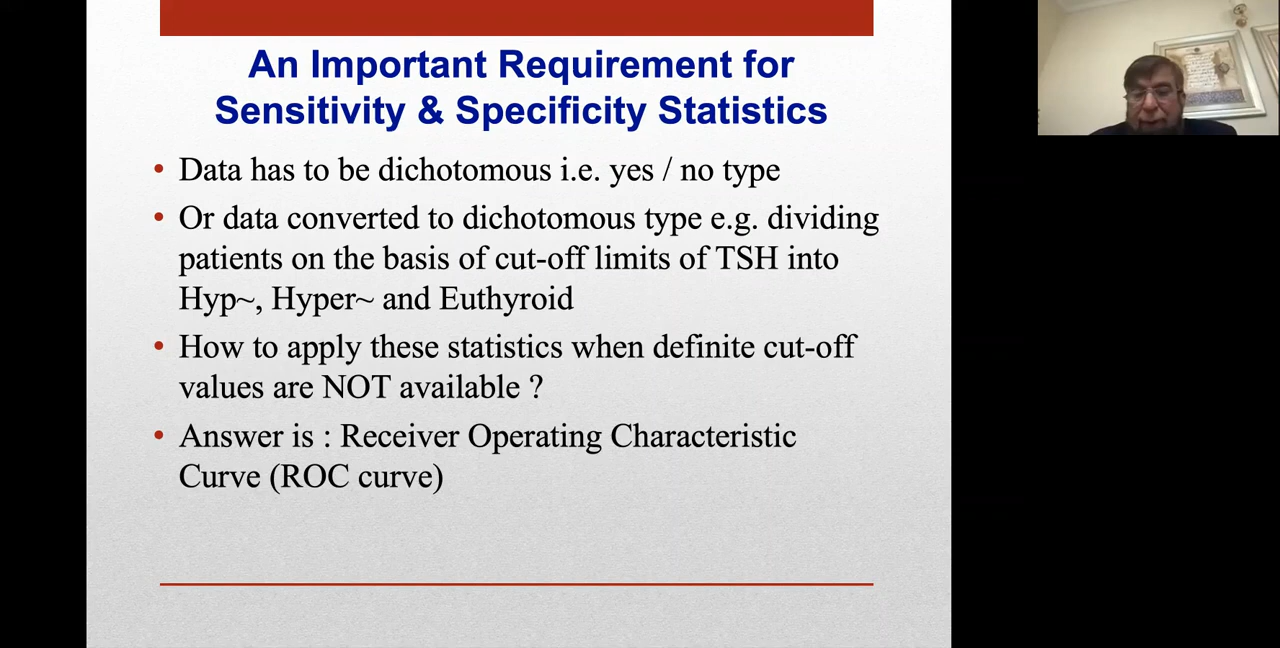 An Important Requirement for
Sensitivity & Specificity Statistics
• Data has to be dichotomous i.e. yes / no type
• Or data converted to dichotomous type e.g. dividing
patients on the basis of cut-off limits of TSH into
Hyp~, Hyper~ and Euthyroid
• How to apply these statistics when definite cut-off
values are NOT available ?
• Answer is : Receiver Operating Characteristic
Curve (ROC curve)